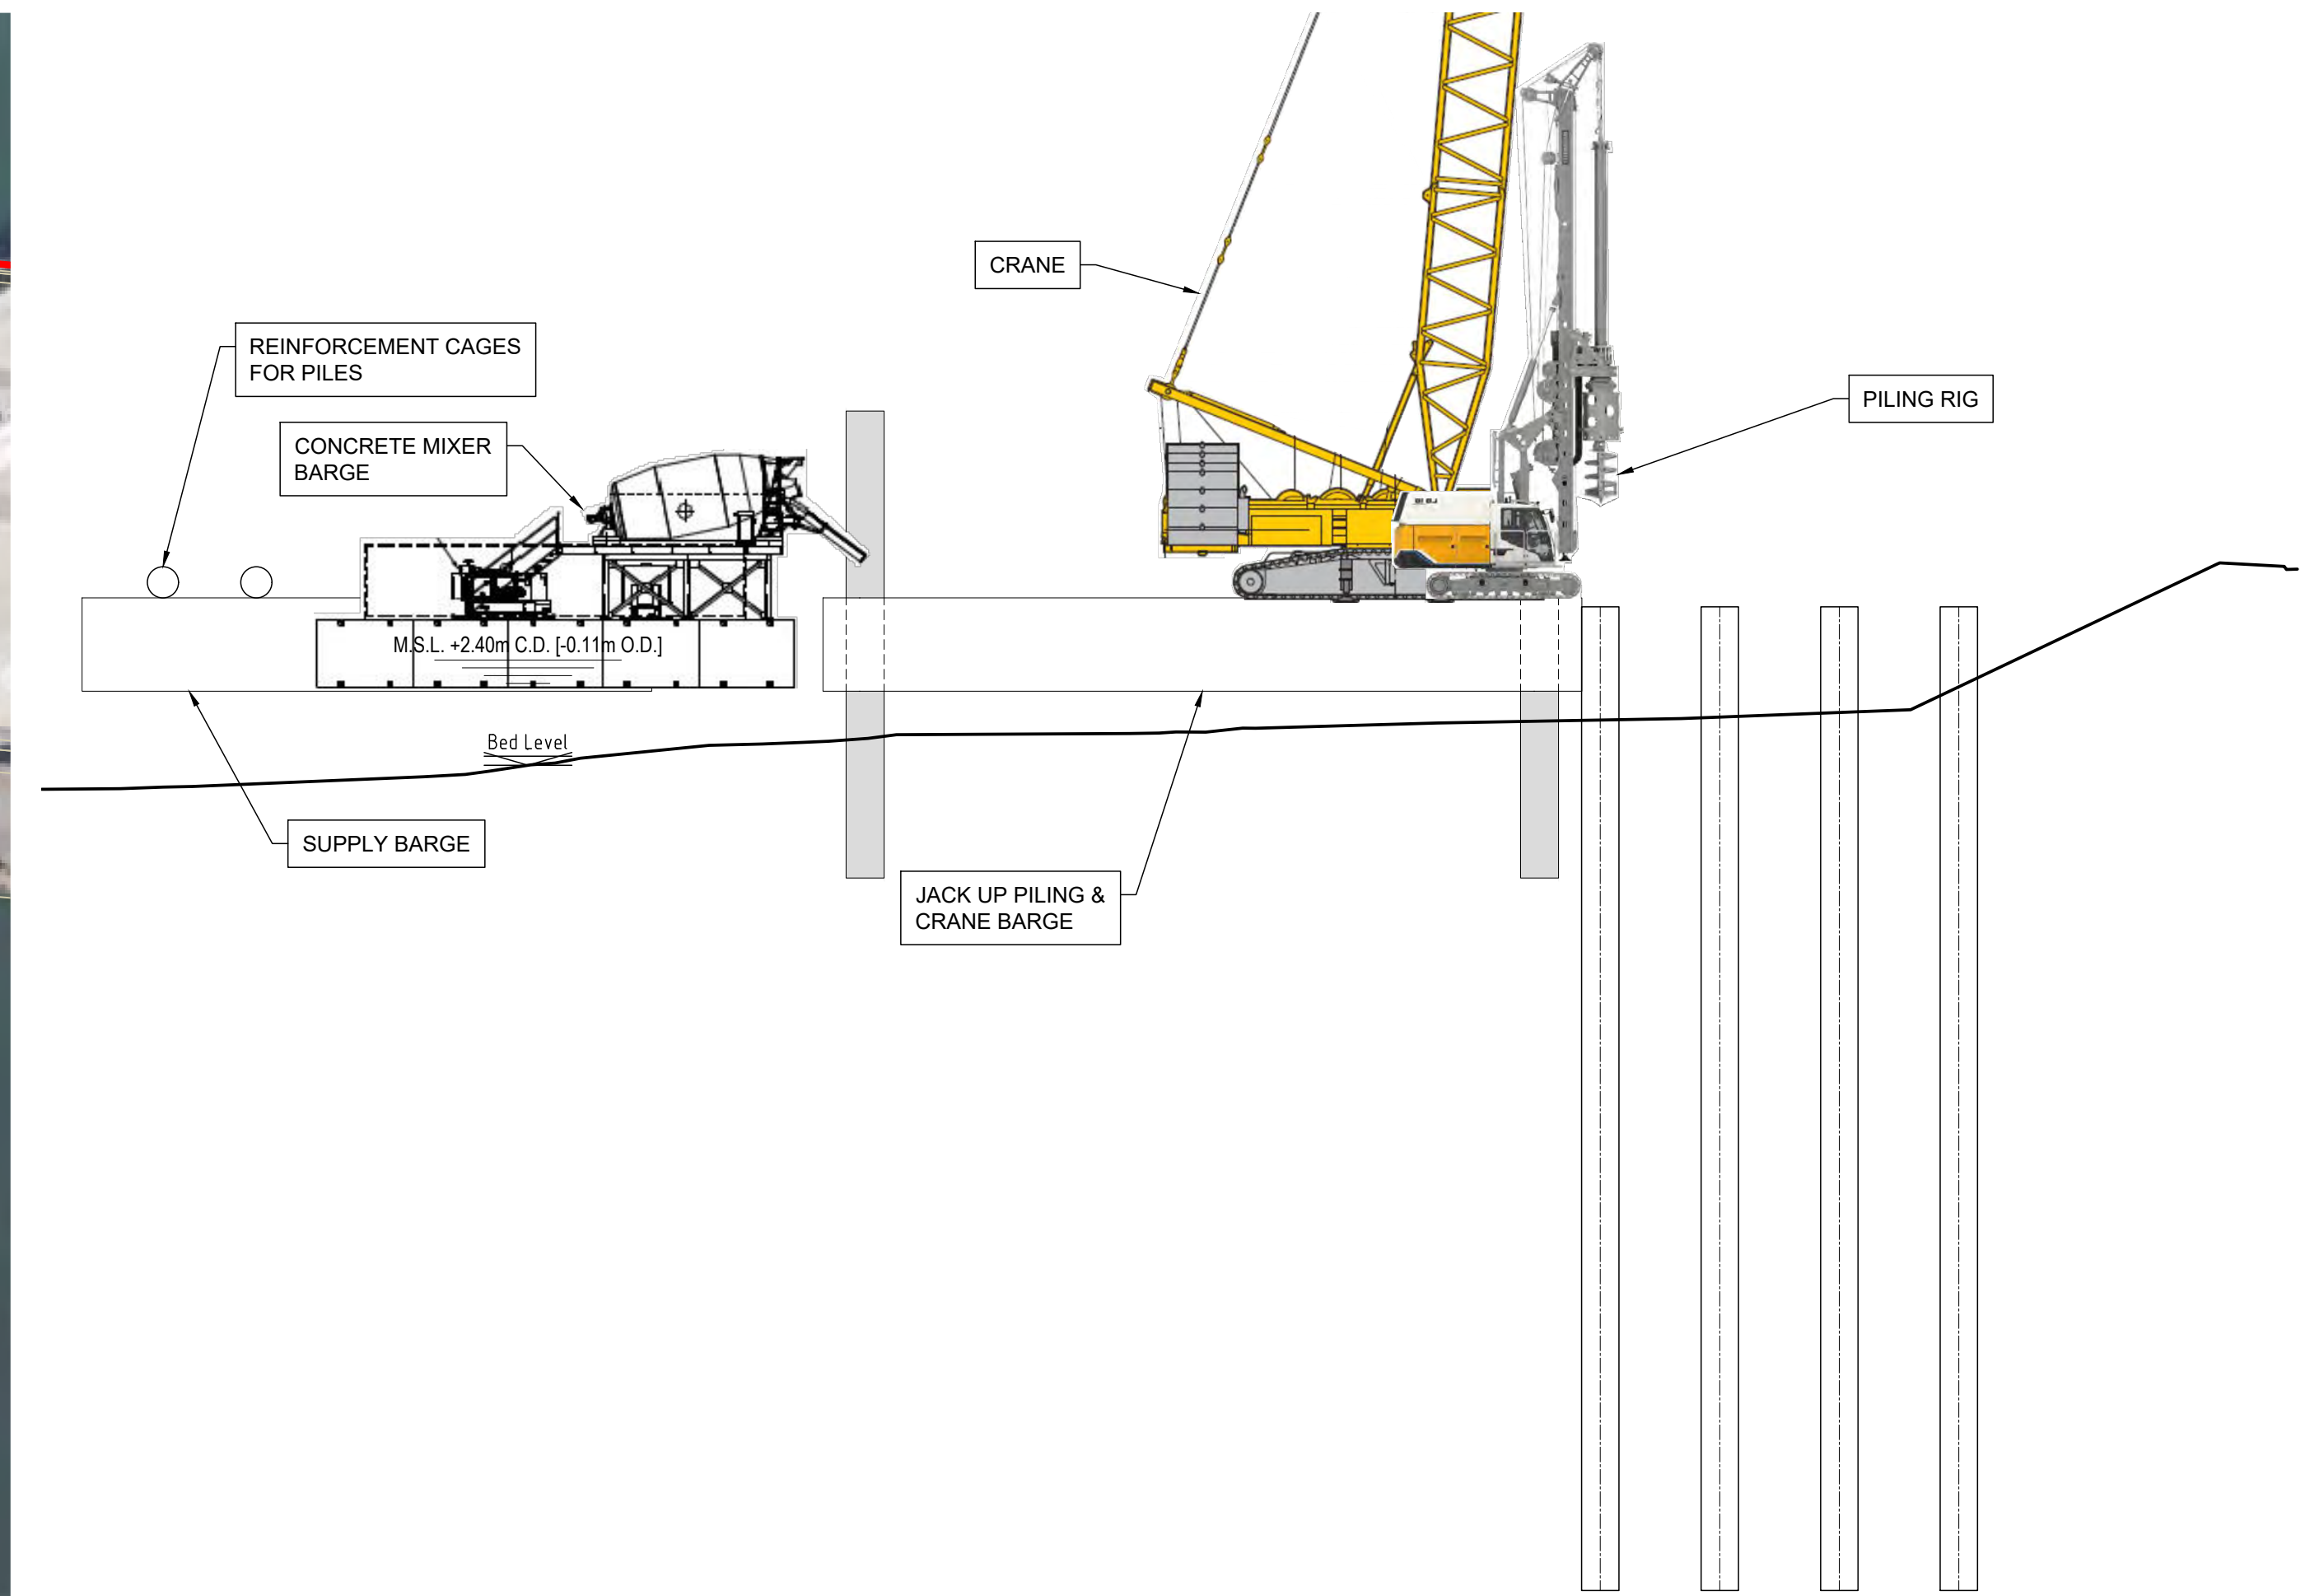 CRANE
REINFORCEMENT CAGES
FOR PILES
PILING RIG
CONCRETE MIXER
BARGE
M.S.L. +2.40m C.D. [-0.11m O.D.]
Bed Level
SUPPLY BARGE
JACK UP PILING &
CRANE BARGE